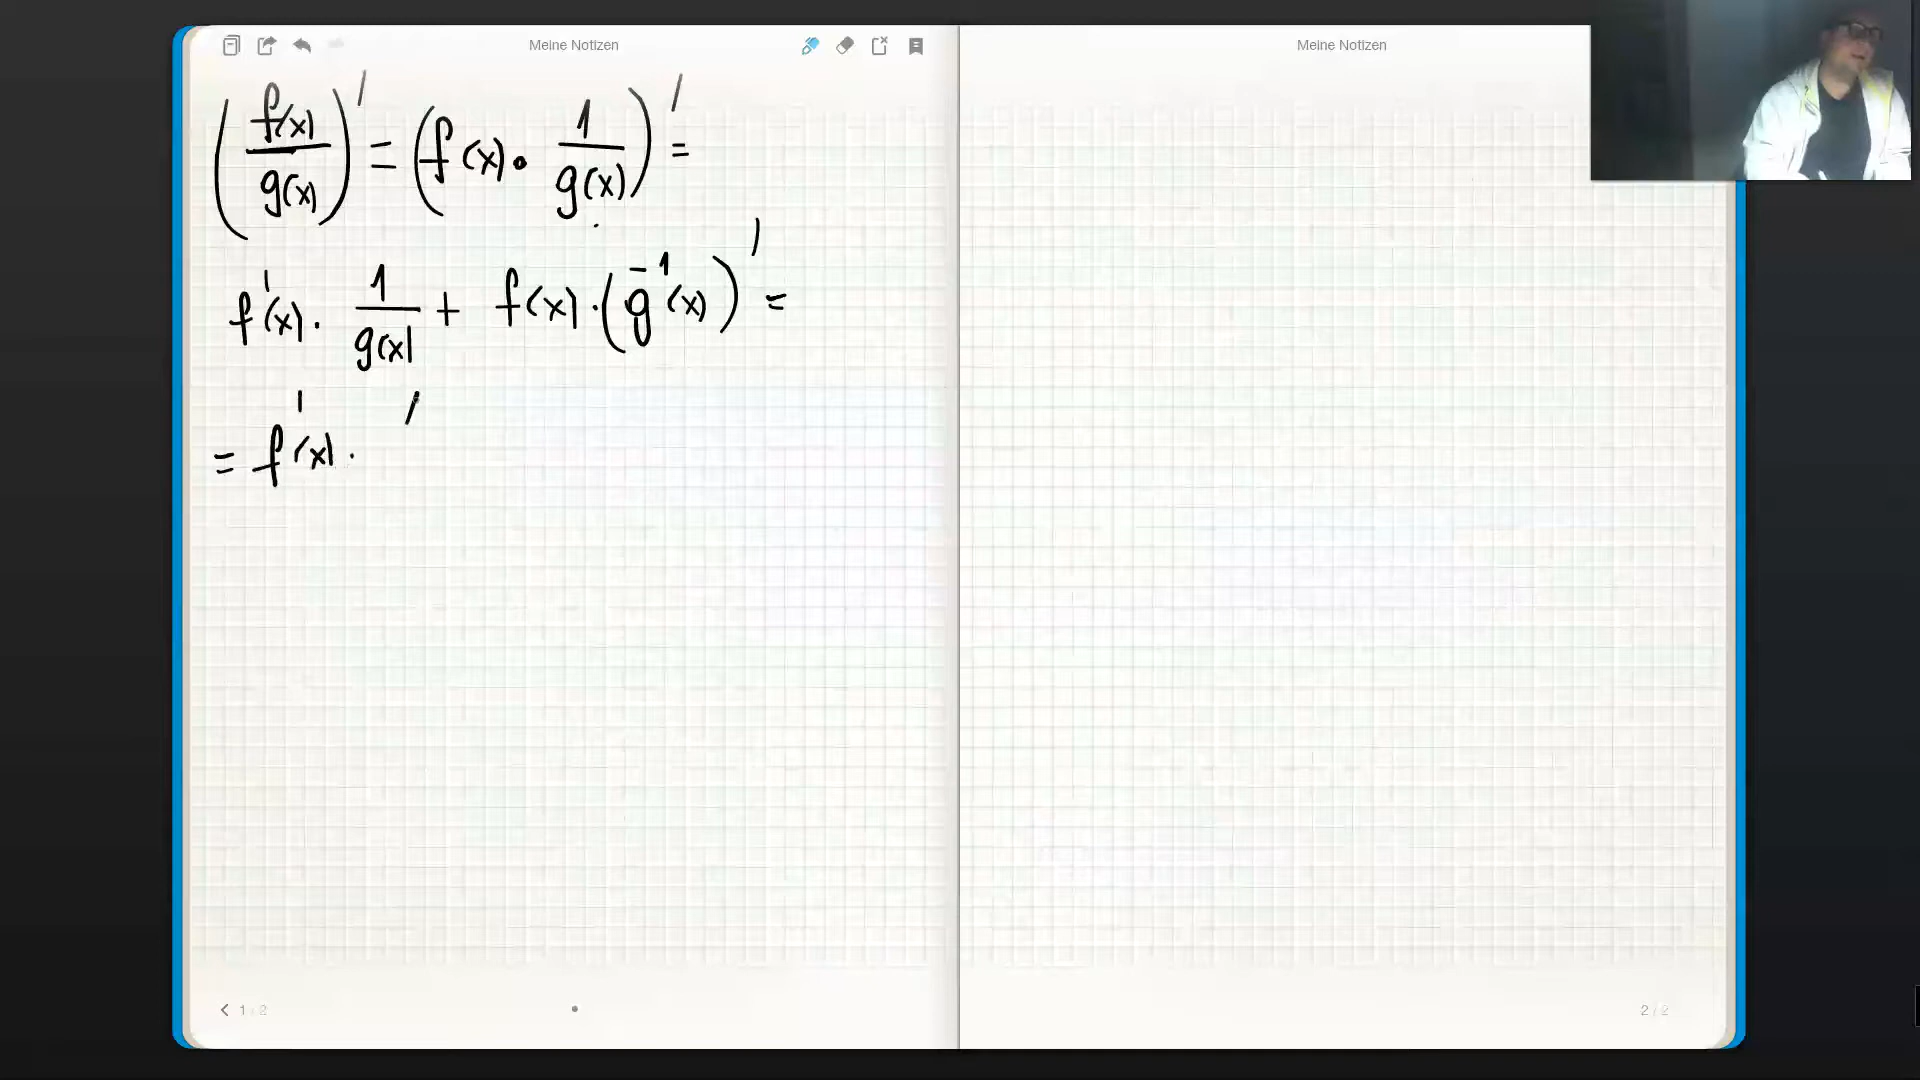 Meine Notizen
(f(x)/g(x))' = (f(x) · 1/g(x))' =
f'(x) · 1/g(x) + f(x) · (g⁻¹(x))' =
= f'(x) ·
1 / 2
Meine Notizen
2 / 2